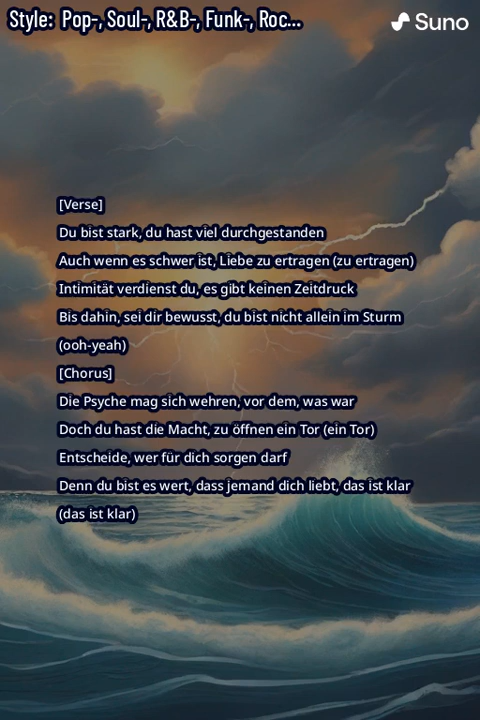 Style: Pop-, Soul-, R&B-, Funk-, Roc...
Suno
[Verse]
Du bist stark, du hast viel durchgestanden
Auch wenn es schwer ist, Liebe zu ertragen (zu ertragen)
Intimität verdienst du, es gibt keinen Zeitdruck
Bis dahin, sei dir bewusst, du bist nicht allein im Sturm
(ooh-yeah)
[Chorus]
Die Psyche mag sich wehren, vor dem, was war
Doch du hast die Macht, zu öffnen ein Tor (ein Tor)
Entscheide, wer für dich sorgen darf
Denn du bist es wert, dass jemand dich liebt, das ist klar
(das ist klar)